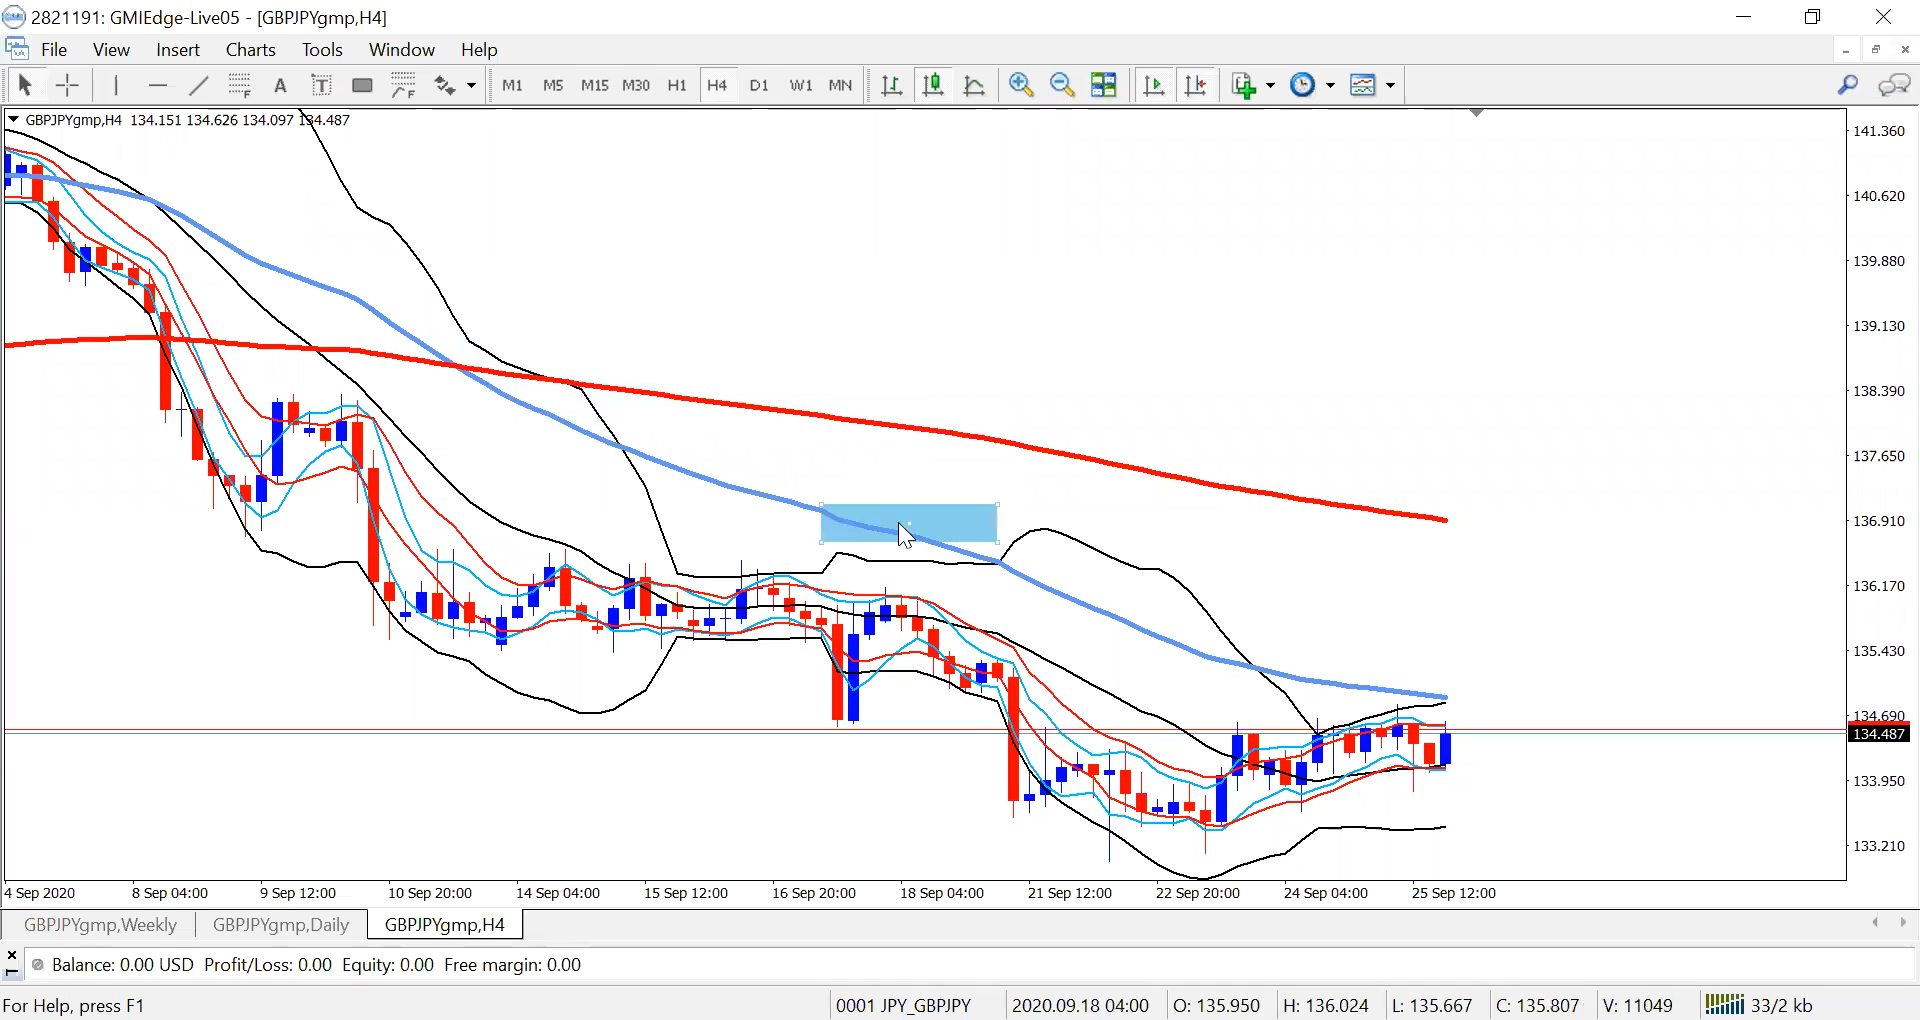 2821191: GMIEdge-Live05 - [GBPJPYgmp,H4]
File View Insert Charts Tools Window Help
A T F F M1 M5 M15 M30 H1 H4 D1 W1 MN
GBPJPYgmp,H4 134.151 134.626 134.097 134.487
141.360
140.620
139.880
139.130
138.390
137.650
136.910
136.170
135.430
134.690
134.487
133.950
133.210
4 Sep 2020 8 Sep 04:00 9 Sep 12:00 10 Sep 20:00 14 Sep 04:00 15 Sep 12:00 16 Sep 20:00 18 Sep 04:00 21 Sep 12:00 22 Sep 20:00 24 Sep 04:00 25 Sep 12:00
GBPJPYgmp,Weekly GBPJPYgmp,Daily GBPJPYgmp,H4
Balance: 0.00 USD Profit/Loss: 0.00 Equity: 0.00 Free margin: 0.00
For Help, press F1 0001 JPY_GBPJPY 2020.09.18 04:00 O: 135.950 H: 136.024 L: 135.667 C: 135.807 V: 11049 33/2 kb